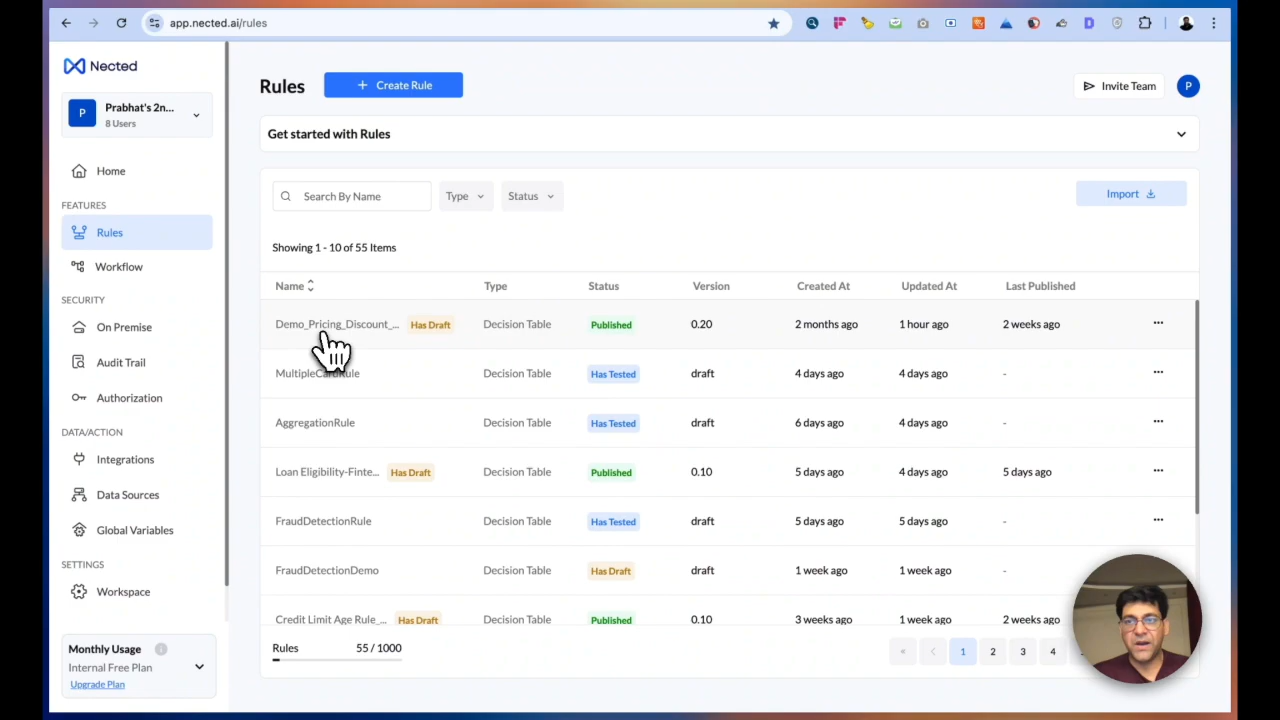 app.nected.ai/rules
Nected
P Prabhat's 2n...
8 Users
Home
FEATURES
Rules
Workflow
SECURITY
On Premise
Audit Trail
Authorization
DATA/ACTION
Integrations
Data Sources
Global Variables
SETTINGS
Workspace
Monthly Usage i
Internal Free Plan
Upgrade Plan
Rules + Create Rule Invite Team P
Get started with Rules
Search By Name Type Status Import
Showing 1 - 10 of 55 Items
Name Type Status Version Created At Updated At Last Published
Demo_Pricing_Discount_... Has Draft Decision Table Published 0.20 2 months ago 1 hour ago 2 weeks ago
MultipleCardRule Decision Table Has Tested draft 4 days ago 4 days ago -
AggregationRule Decision Table Has Tested draft 6 days ago 4 days ago -
Loan Eligibility-Finte... Has Draft Decision Table Published 0.10 5 days ago 4 days ago 5 days ago
FraudDetectionRule Decision Table Has Tested draft 5 days ago 5 days ago -
FraudDetectionDemo Decision Table Has Draft draft 1 week ago 1 week ago
Credit Limit Age Rule_... Has Draft Decision Table Published 0.10 3 weeks ago 1 week ago 2 weeks ago
Rules 55 / 1000 « < 1 2 3 4